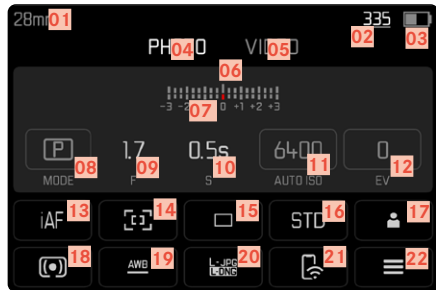 28mm 01 335
02 03
PHOTO 04 VIDEO 05
06
-3 -2 07 0 +1 +2 +3
P 08 1.7 09 0.5s 10 6400 11 0 12
MODE F S AUTO ISO EV
iAF 13 14 15 STD 16 17
18 AWB 19 L-JPG 20 21 22
L-DNG